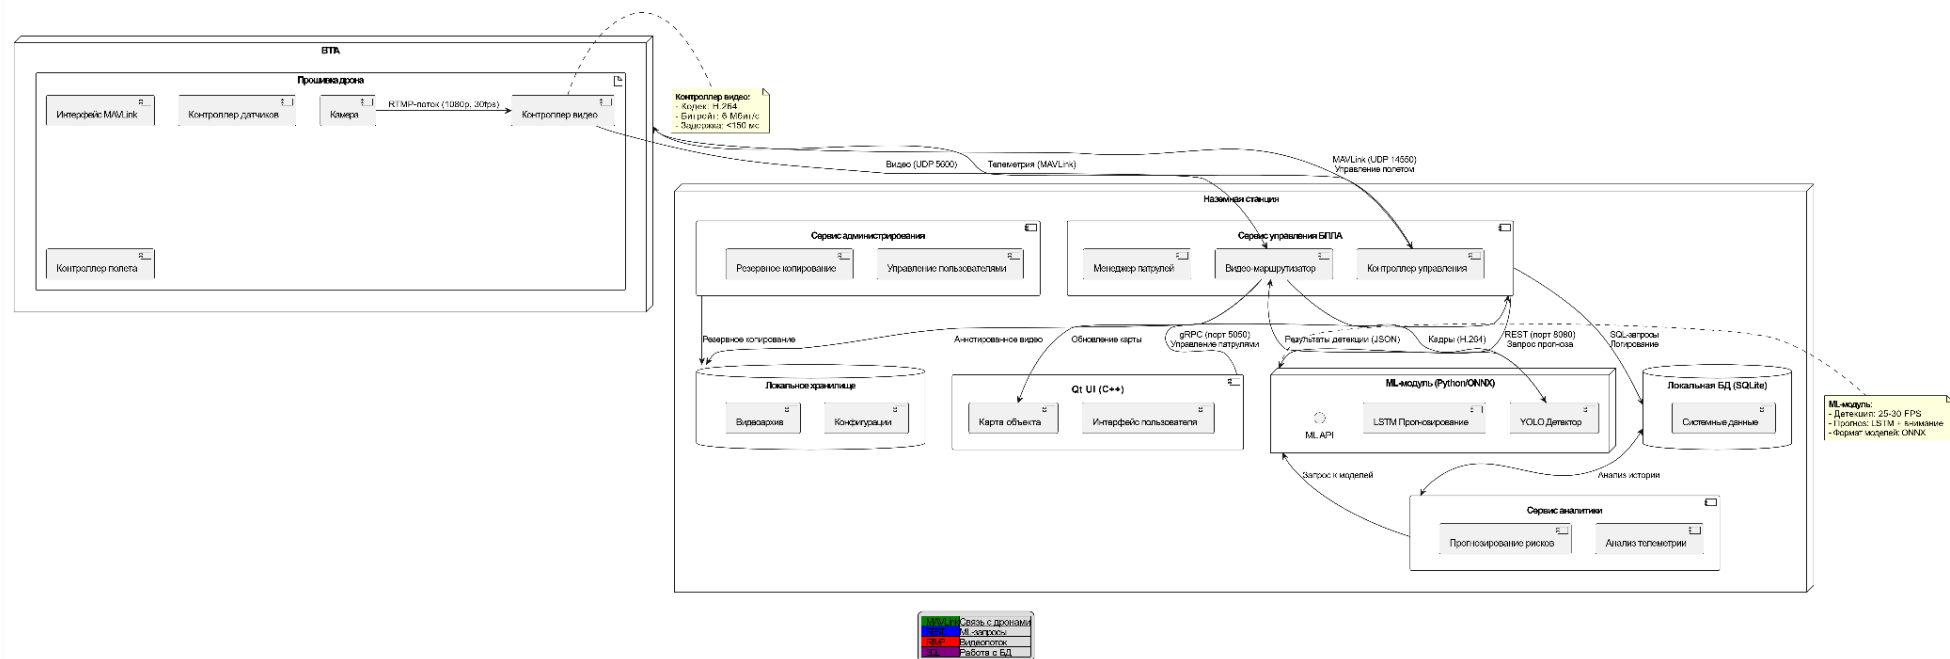 БПЛА
Прошивка дрона
Интерфейс MAVLink
Контроллер датчиков
Камера
RTMP-поток (1080p, 30fps)
Контроллер видео
Контроллер полета
Контроллер видео:
- Кодек: H.264
- Битрейт: 6 Мбит/с
- Задержка: <150 мс
Видео (UDP 5600)
Телеметрия (MAVLink)
MAVLink (UDP 14550)
Управление полетом
Наземная станция
Сервис администрирования
Резервное копирование
Управление пользователями
Сервис управления БПЛА
Менеджер патрулей
Видео-маршрутизатор
Контроллер управления
Резервное копирование
Аннотированное видео
Обновление карты
gRPC (порт 5050)
Управление патрулями
Результаты детекции (JSON)
Кадры (H.264)
REST (порт 8080)
Запрос прогноза
SQL-запросы
Логирование
Локальное хранилище
Видеоархив
Конфигурации
Qt UI (C++)
Карта объекта
Интерфейс пользователя
ML-модуль (Python/ONNX)
ML API
LSTM Прогнозирование
YOLO Детектор
Локальная БД (SQLite)
Системные данные
ML-модуль:
- Детекция: 25-30 FPS
- Прогноз: LSTM + внимание
- Формат моделей: ONNX
Запрос к моделей
Анализ истории
Сервис аналитики
Прогнозирование рисков
Анализ телеметрии
MAVLink Связь с дронами
REST ML-запросы
RTMP Видеопоток
SQL Работа с БД